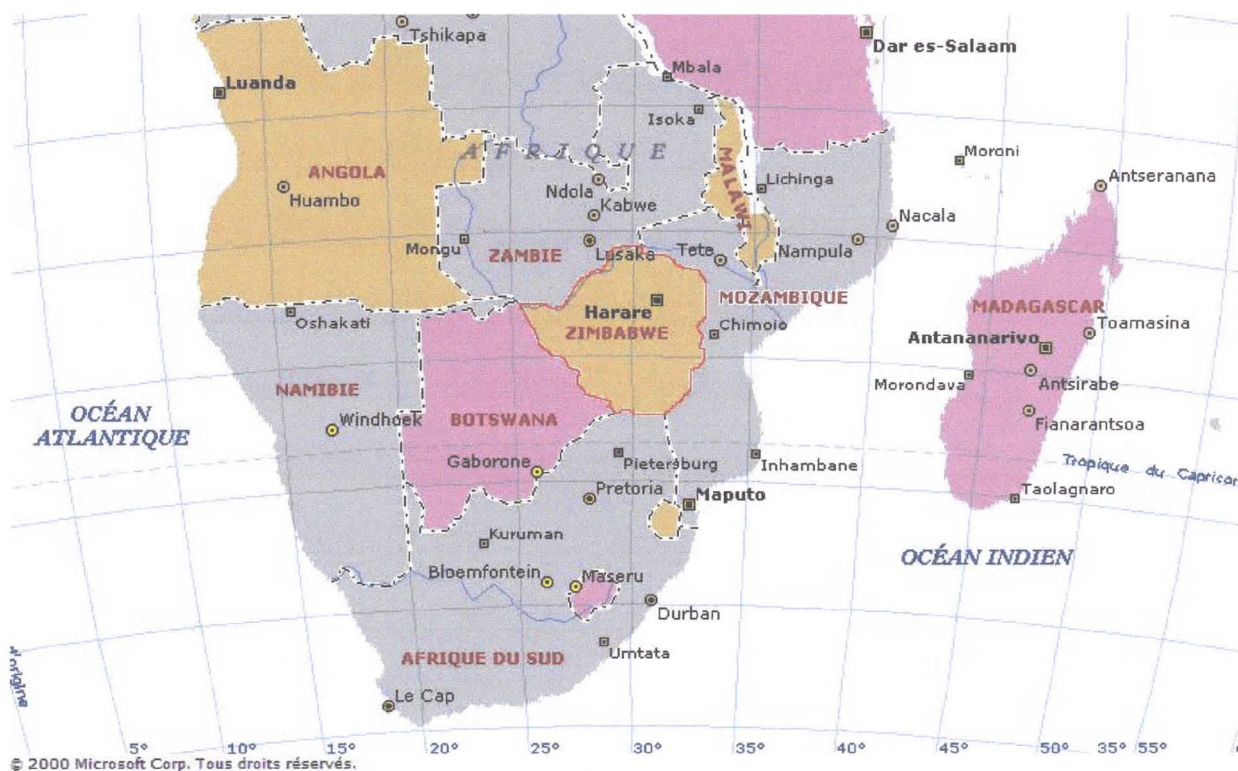 Tshikapa
Dar es-Salaam
Mbala
Luanda
Isoka
AFRIQUE
Moroni
MALAWI
ANGOLA
Ndola
Lichinga
Antseranana
Huambo
Kabwe
Nacala
Mongu
ZAMBIE
Lusaka
Tete
Nampula
Harare
MOZAMBIQUE
MADAGASCAR
Oshakati
ZIMBABWE
Chimoio
Toamasina
Antananarivo
NAMIBIE
Morondava
Antsirabe
OCÉAN
ATLANTIQUE
Windhoek
BOTSWANA
Fianarantsoa
Gaborone
Pietersburg
Inhambane
Tropique du Capricor
Pretoria
Maputo
Taolagnaro
Kuruman
OCÉAN INDIEN
Bloemfontein
Maseru
Durban
AFRIQUE DU SUD
Umtata
d'origine
Le Cap
5° 10° 15° 20° 25° 30° 35° 40° 45° 50° 35° 55° 6
© 2000 Microsoft Corp. Tous droits réservés.